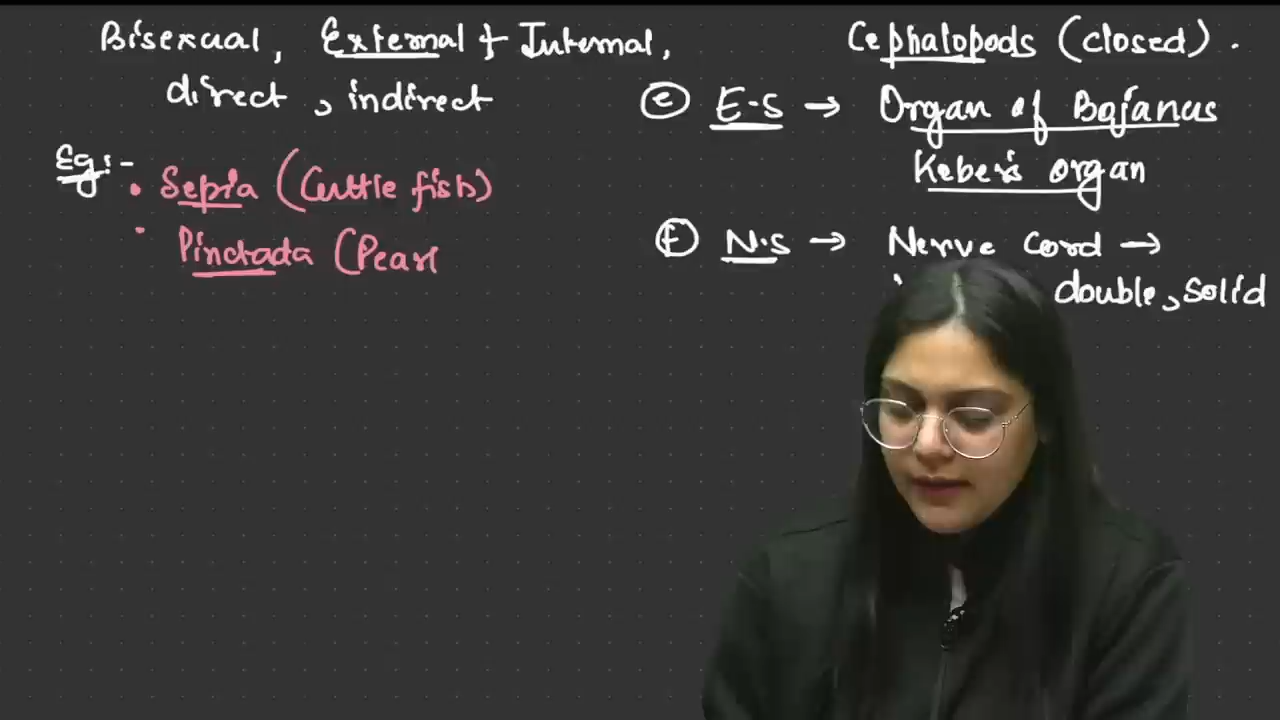 Bisexual, External + Internal,
direct, indirect
Eg:-
• Sepia (Cuttle fish)
• Pinctada (Pearl
Cephalopods (closed).
(e) E.S → Organ of Bojanus
Keber's organ
(f) N.S → Nerve cord →
double, solid